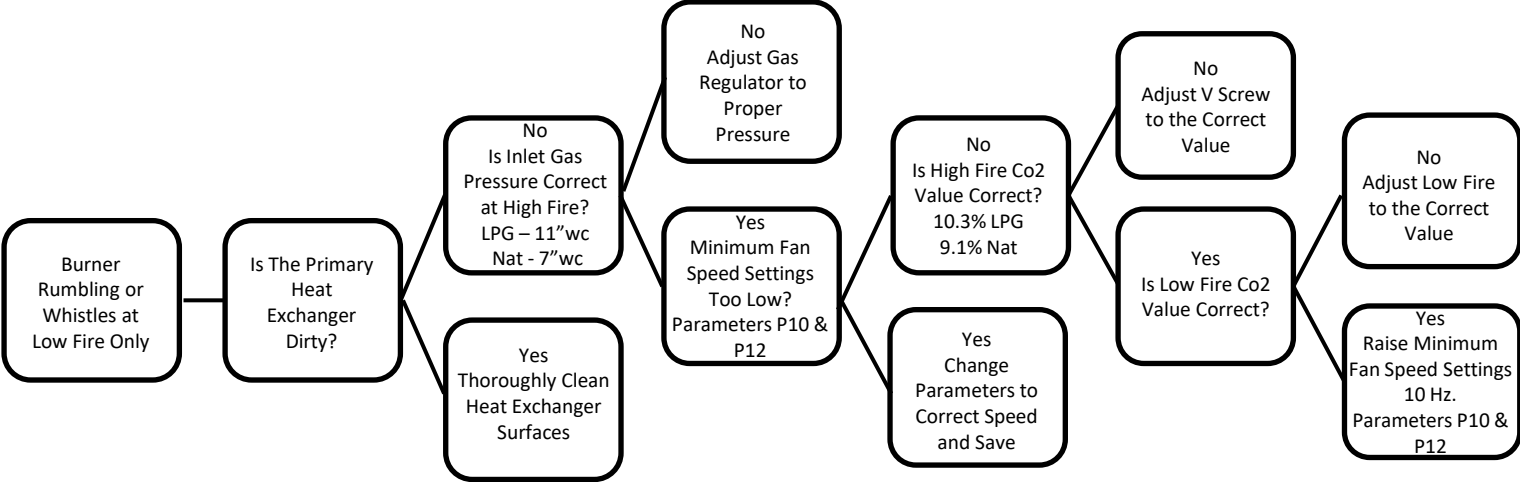 Burner
Rumbling or
Whistles at
Low Fire Only
Is The Primary
Heat
Exchanger
Dirty?
No
Is Inlet Gas
Pressure Correct
at High Fire?
LPG – 11”wc
Nat - 7”wc
Yes
Thoroughly Clean
Heat Exchanger
Surfaces
No
Adjust Gas
Regulator to
Proper
Pressure
Yes
Minimum Fan
Speed Settings
Too Low?
Parameters P10 &
P12
No
Is High Fire Co2
Value Correct?
10.3% LPG
9.1% Nat
Yes
Change
Parameters to
Correct Speed
and Save
No
Adjust V Screw
to the Correct
Value
Yes
Is Low Fire Co2
Value Correct?
No
Adjust Low Fire
to the Correct
Value
Yes
Raise Minimum
Fan Speed Settings
10 Hz.
Parameters P10 &
P12